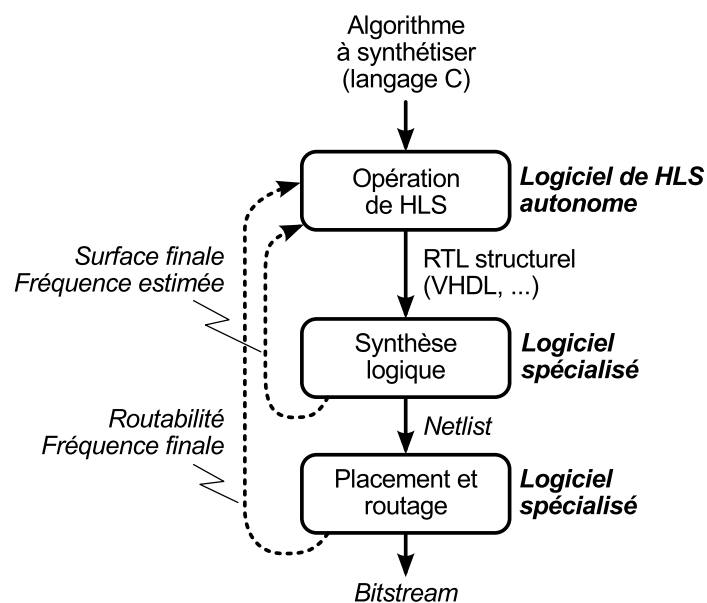 Algorithme
à synthétiser
(langage C)
Opération
de HLS
Logiciel de HLS
autonome
Surface finale
Fréquence estimée
RTL structurel
(VHDL, ...)
Synthèse
logique
Logiciel
spécialisé
Routabilité
Fréquence finale
Netlist
Placement et
routage
Logiciel
spécialisé
Bitstream